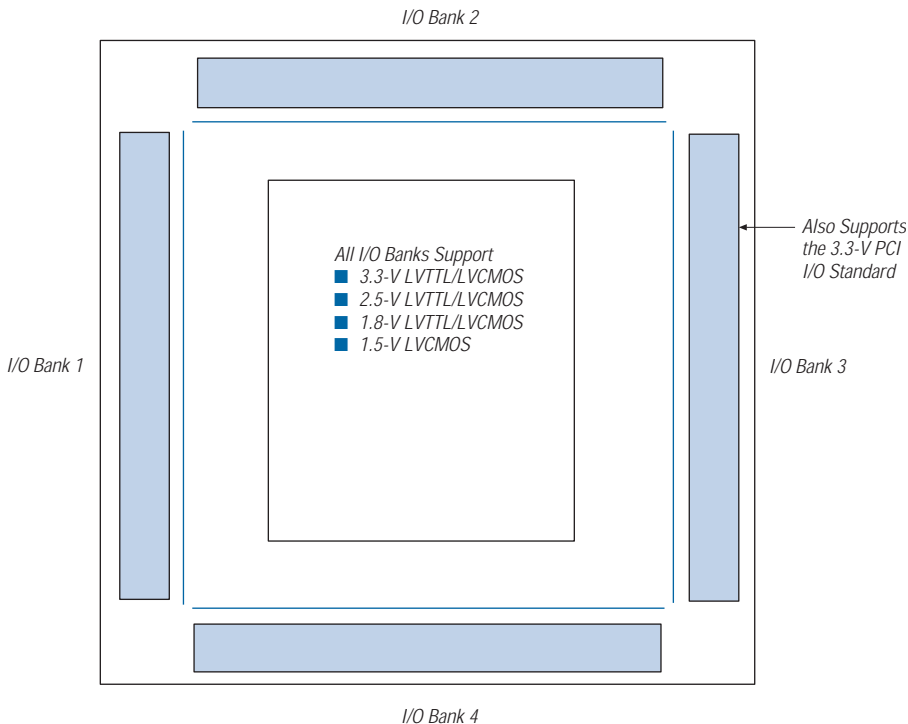 I/O Bank 2
Also Supports
the 3.3-V PCI
I/O Standard
All I/O Banks Support
■ 3.3-V LVTTL/LVCMOS
■ 2.5-V LVTTL/LVCMOS
■ 1.8-V LVTTL/LVCMOS
■ 1.5-V LVCMOS
I/O Bank 1
I/O Bank 3
I/O Bank 4